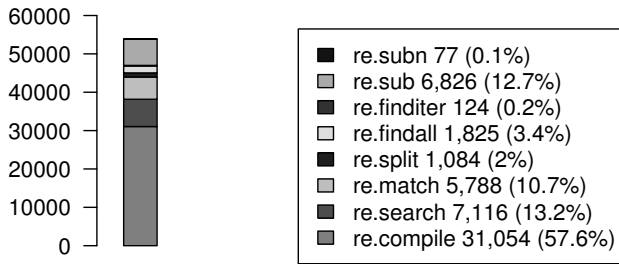 60000
50000
40000
30000
20000
10000
0
re.subn 77 (0.1%)
re.sub 6,826 (12.7%)
re.finditer 124 (0.2%)
re.findall 1,825 (3.4%)
re.split 1,084 (2%)
re.match 5,788 (10.7%)
re.search 7,116 (13.2%)
re.compile 31,054 (57.6%)